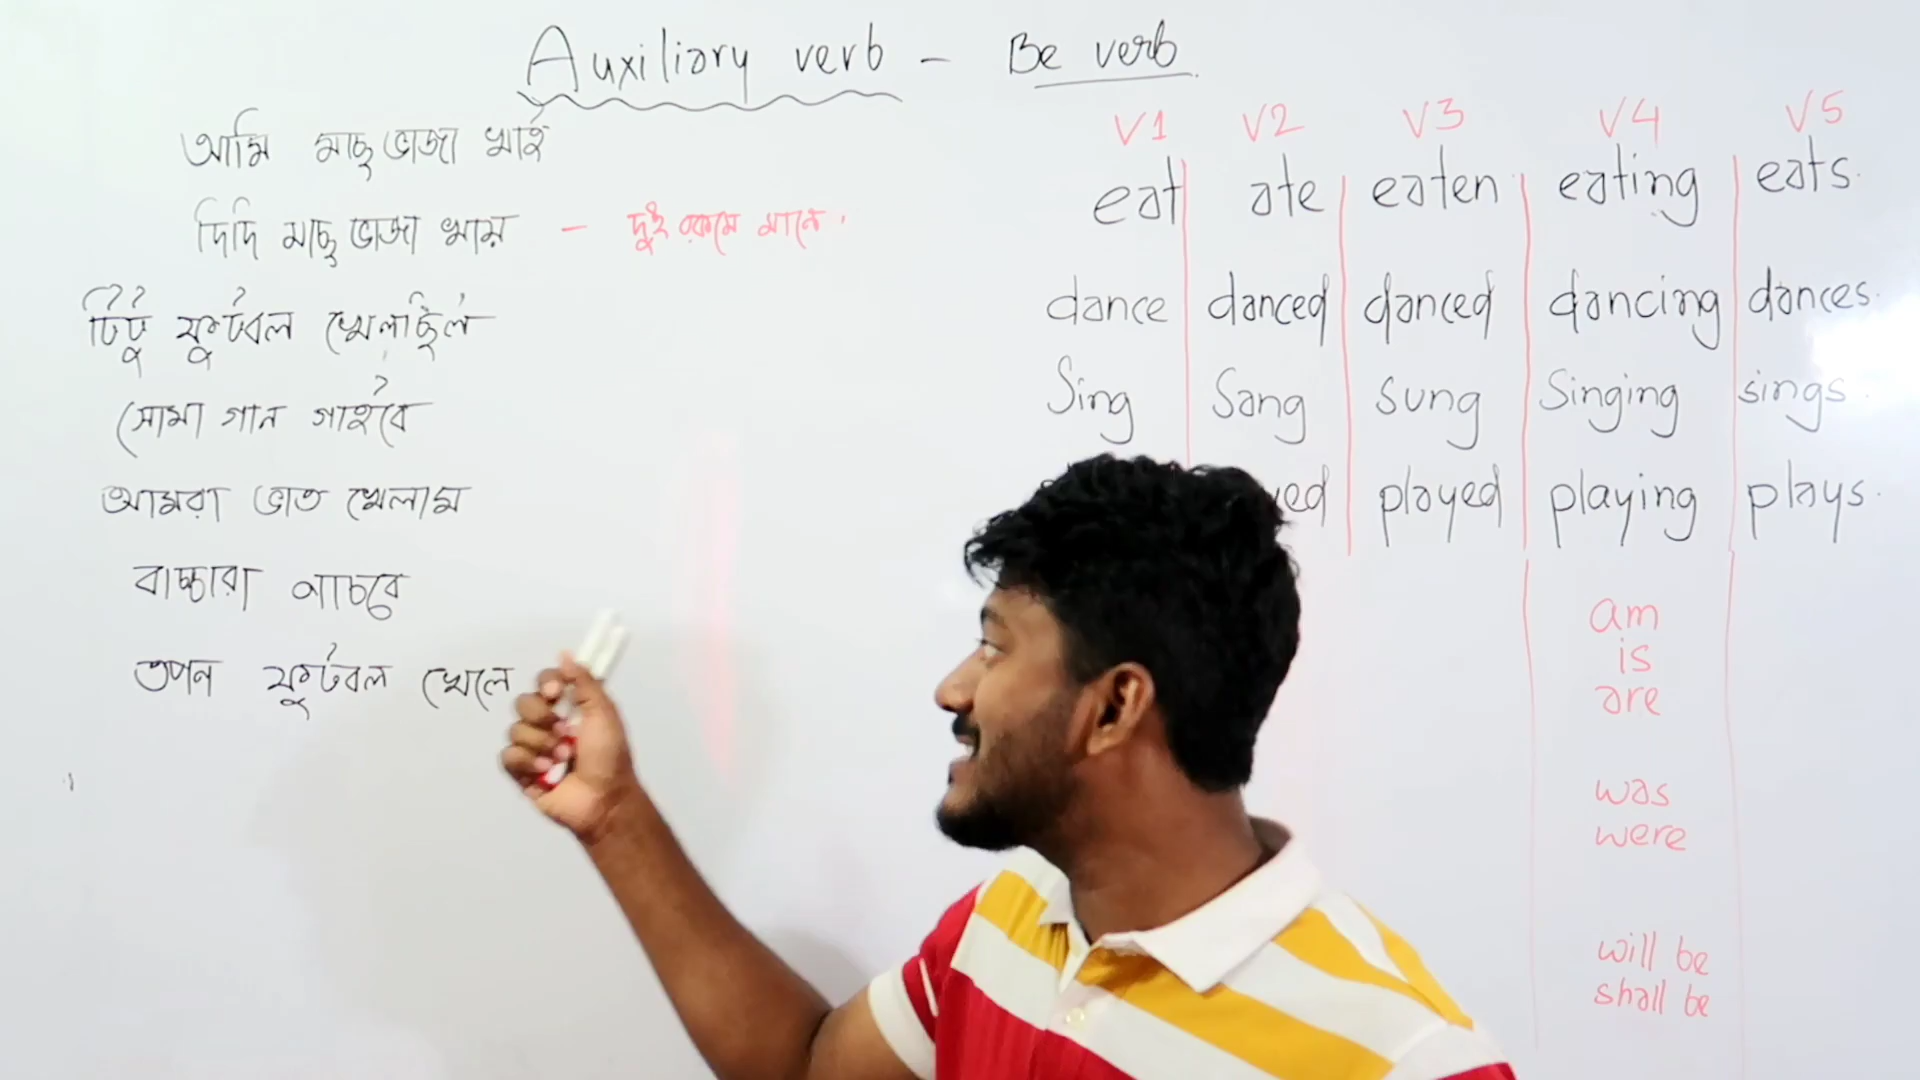 Auxiliary verb - Be verb
আমি মাছ ভাজা খাই
দিদি মাছ ভাজা খায় - দুই রকমে মানে.
টিটু ফুটবল খেলছিল
সোমা গান গাইবে
আমরা ভাত খেলাম
বাচ্চারা নাচবে
তপন ফুটবল খেলে
V1 V2 V3 V4 V5
eat ate eaten eating eats.
dance danced danced dancing dances.
Sing Sang sung Singing sings.
played playing plays.
am
is
are
was
were
will be
shall be